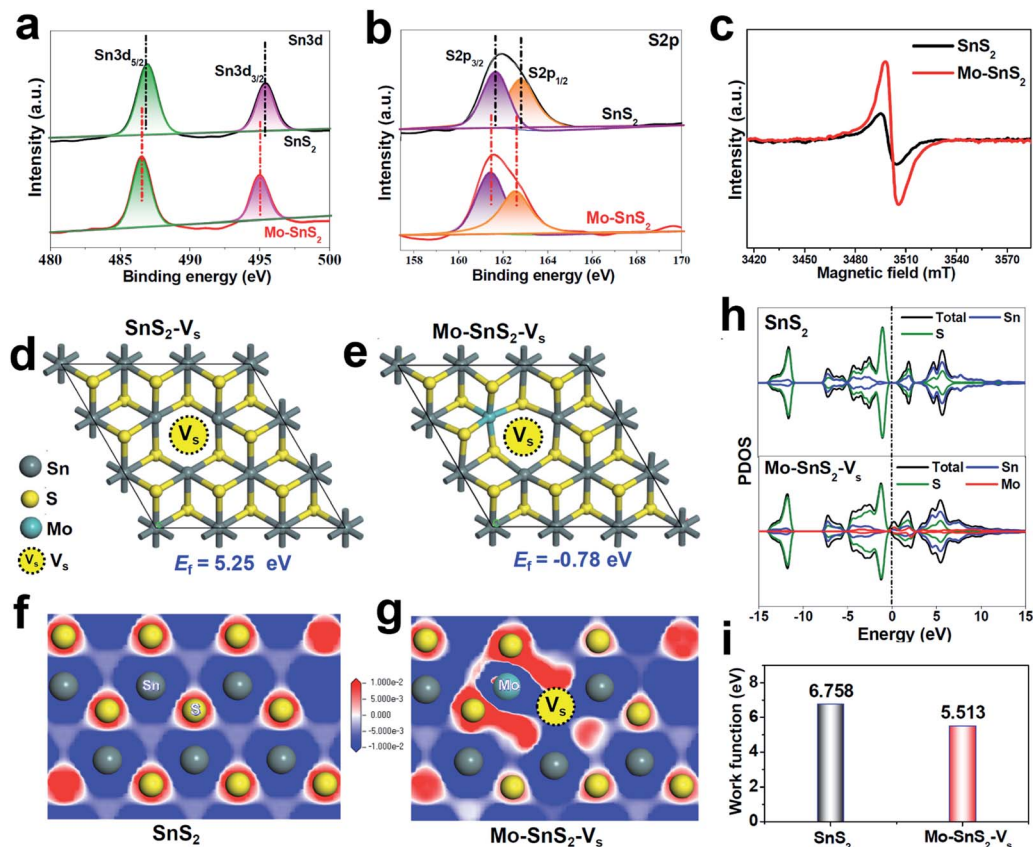 a
Sn3d
Sn3d5/2
Sn3d3/2
SnS2
Mo-SnS2
Intensity (a.u.)
480 484 488 492 496 500
Binding energy (eV)
b
S2p
S2p3/2
S2p1/2
SnS2
Mo-SnS2
Intensity (a.u.)
158 160 162 164 166 168 170
Binding energy (eV)
c
SnS2
Mo-SnS2
Intensity (a.u.)
3420 3450 3480 3510 3540 3570
Magnetic field (mT)
d
SnS2-Vs
Vs
Sn
S
Mo
Vs Vs
Ef = 5.25 eV
e
Mo-SnS2-Vs
Vs
Ef = -0.78 eV
h
SnS2
Total Sn
S
Mo-SnS2-Vs
Total Sn
S Mo
PDOS
-15 -10 -5 0 5 10 15
Energy (eV)
f
Sn
S
SnS2
1.000e-2
5.000e-3
0.000
-5.000e-3
-1.000e-2
g
Mo
Vs
Mo-SnS2-Vs
i
Work function (eV)
8
6
4
2
0
6.758
5.513
SnS2 Mo-SnS2-Vs